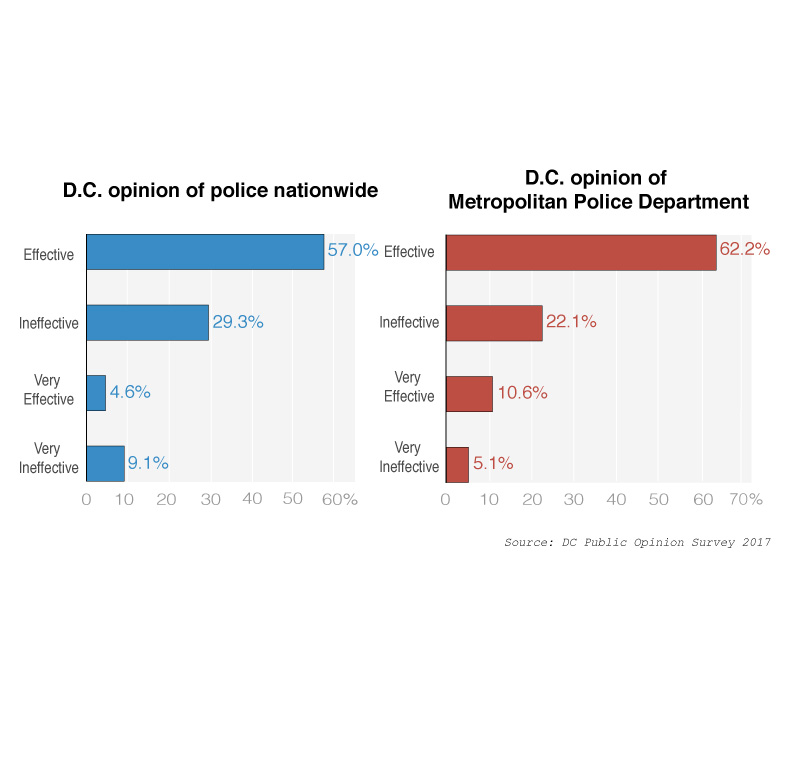 D.C. opinion of police nationwide
Effective
57.0%
Ineffective
29.3%
Very
Effective
4.6%
Very
Ineffective
9.1%
0 10 20 30 40 50 60%
D.C. opinion of
Metropolitan Police Department
Effective
62.2%
Ineffective
22.1%
Very
Effective
10.6%
Very
Ineffective
5.1%
0 10 20 30 40 50 60 70%
Source: DC Public Opinion Survey 2017